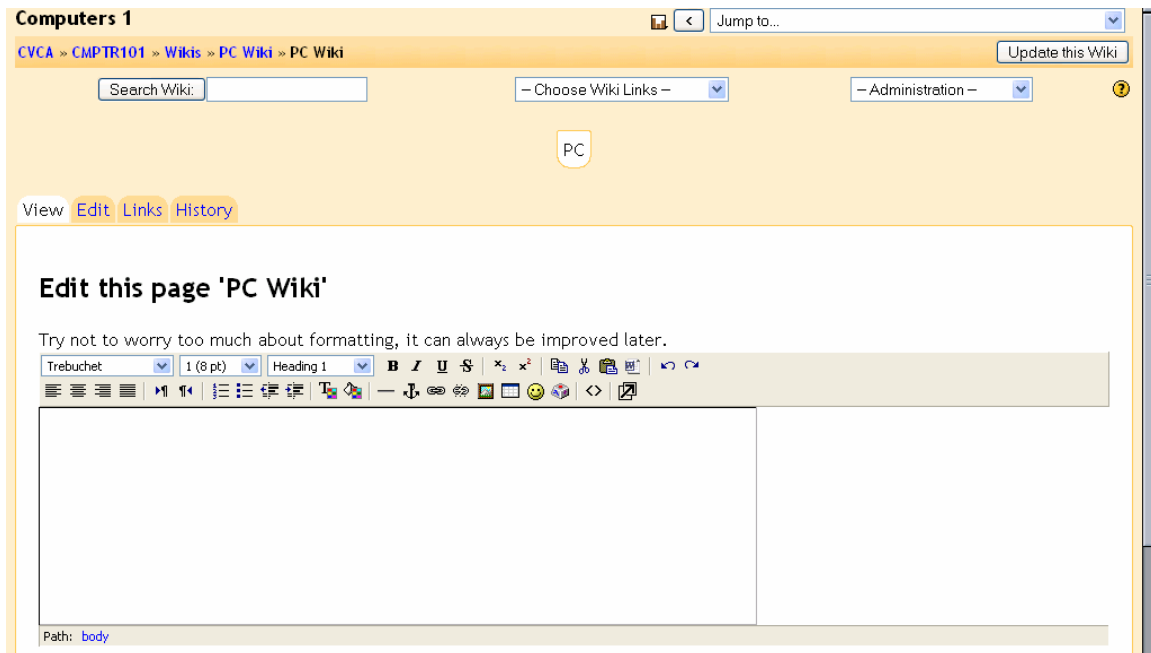 Computers 1 < Jump to...
CVCA » CMPTR101 » Wikis » PC Wiki » PC Wiki Update this Wiki
Search Wiki: – Choose Wiki Links – – Administration – ?
PC
View Edit Links History
Edit this page 'PC Wiki'
Try not to worry too much about formatting, it can always be improved later.
Trebuchet 1 (8 pt) Heading 1 B I U S x₂ x²
Path: body